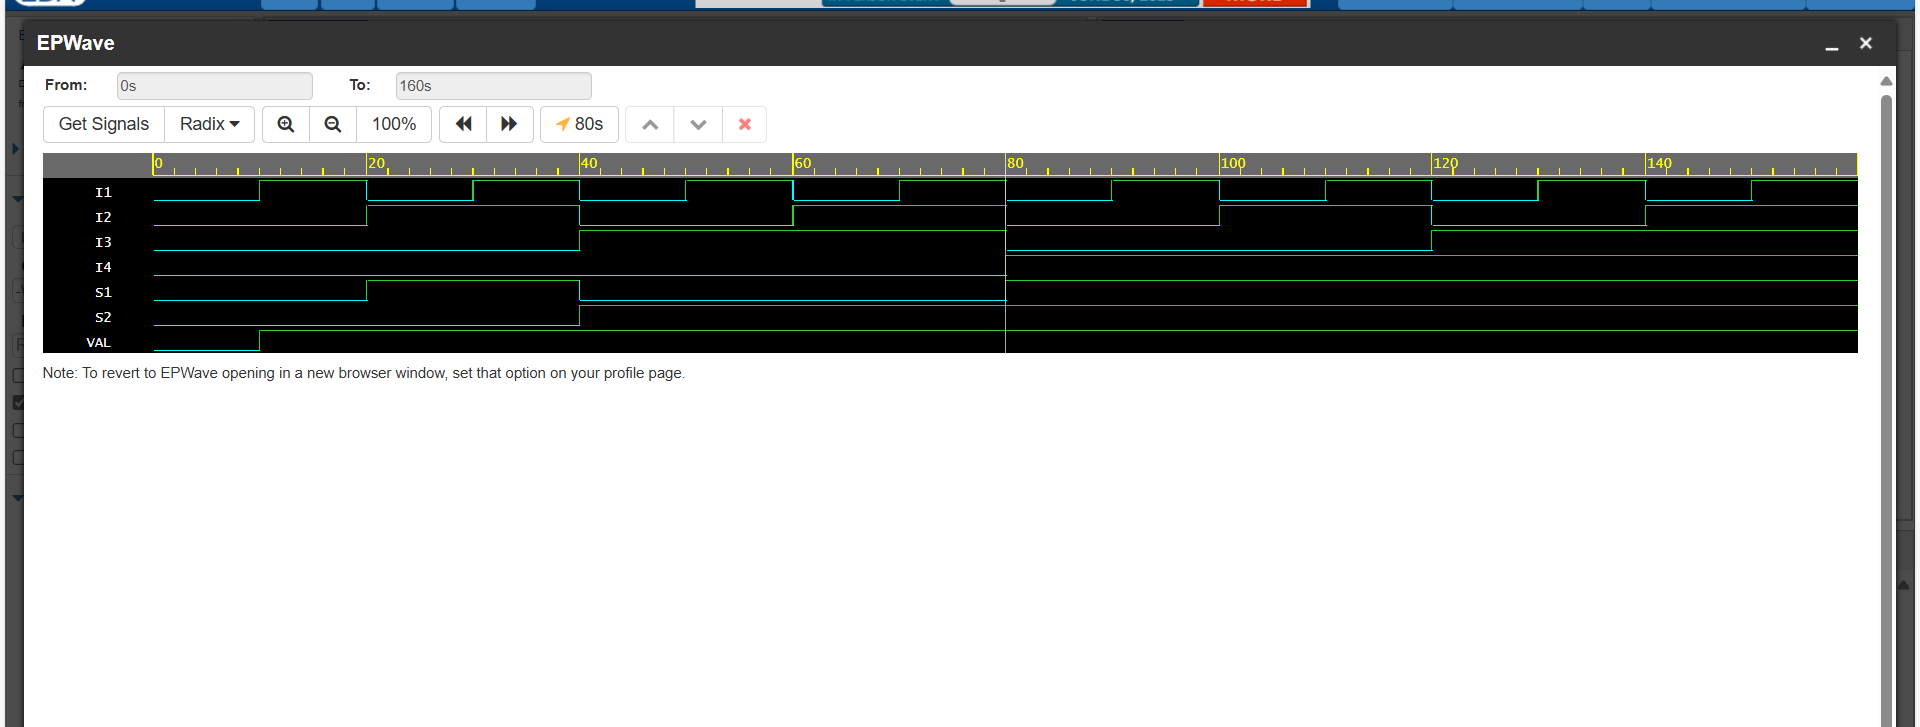 EPWave
From: 0s To: 160s
Get Signals Radix 100% 80s
0 20 40 60 80 100 120 140
I1
I2
I3
I4
S1
S2
VAL
Note: To revert to EPWave opening in a new browser window, set that option on your profile page.